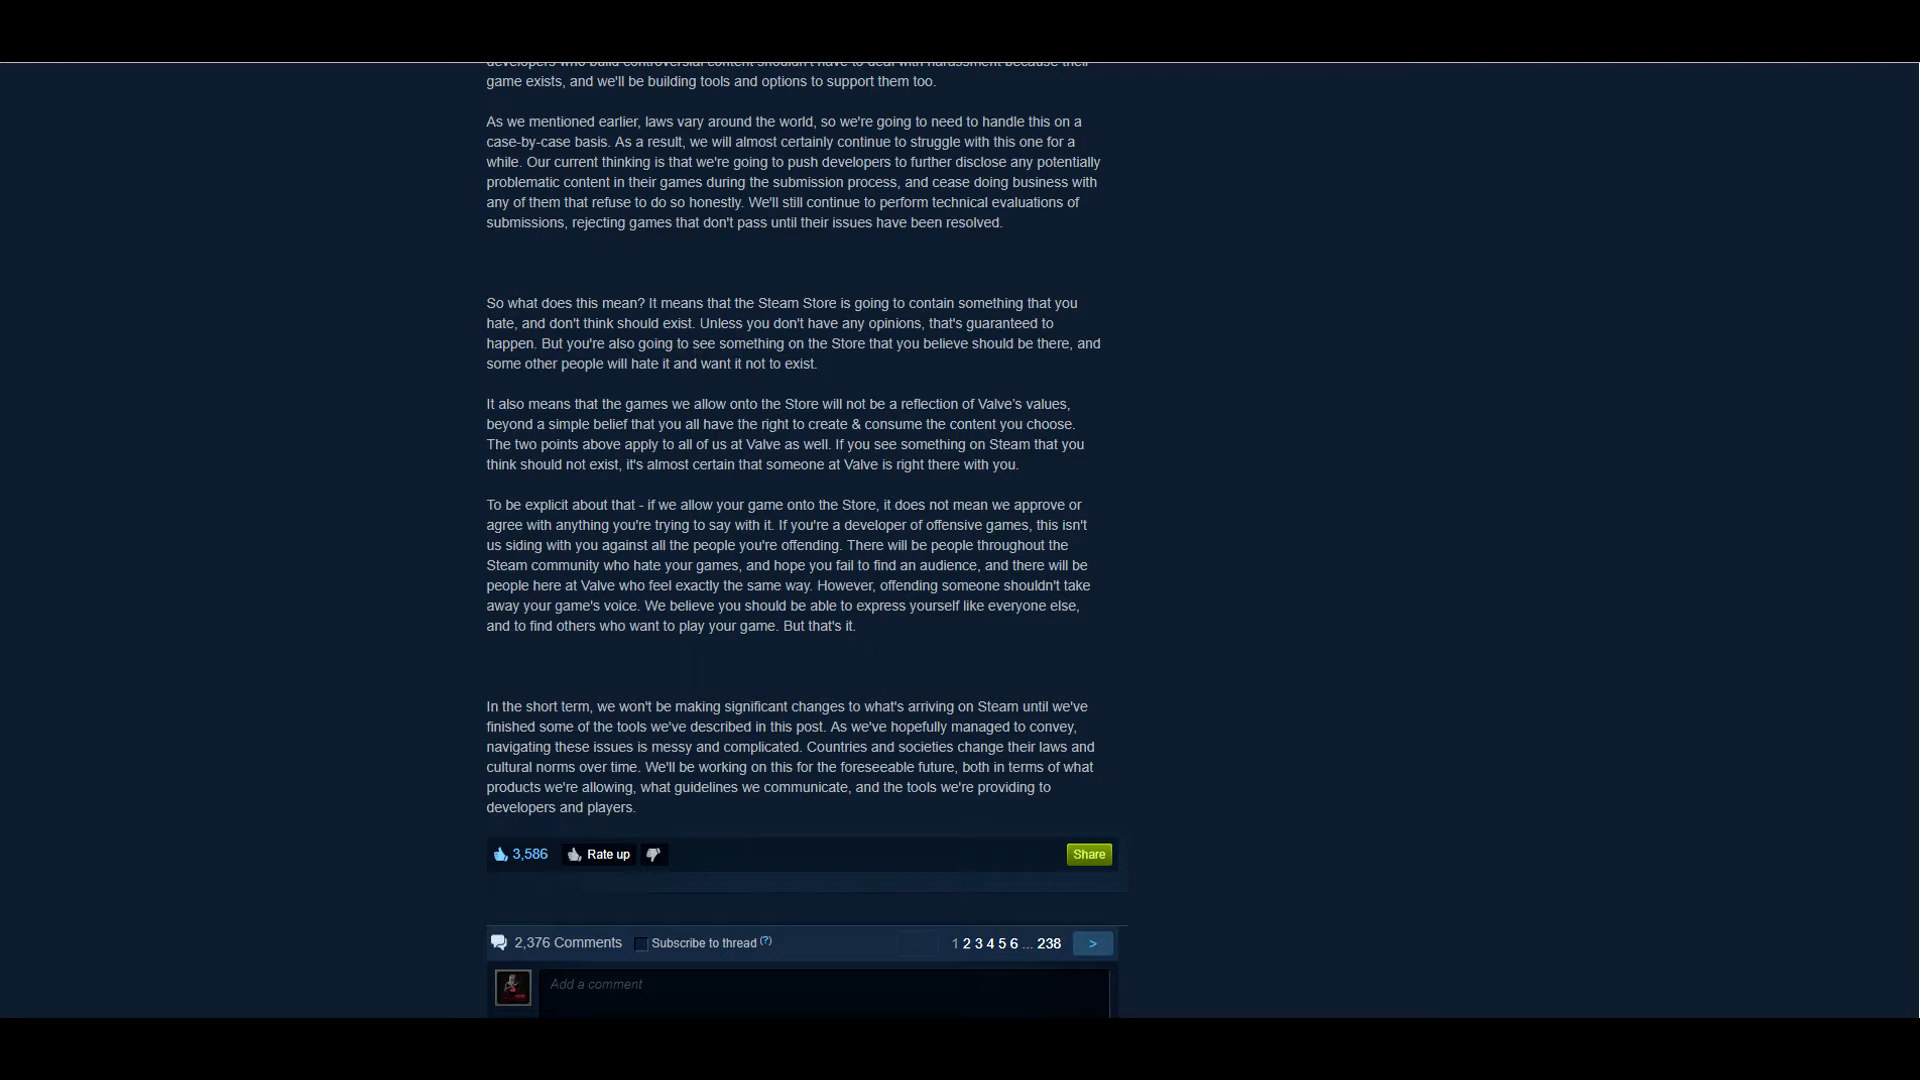 developers who build controversial content shouldn't have to deal with harassment because their
game exists, and we'll be building tools and options to support them too.
As we mentioned earlier, laws vary around the world, so we're going to need to handle this on a
case-by-case basis. As a result, we will almost certainly continue to struggle with this one for a
while. Our current thinking is that we're going to push developers to further disclose any potentially
problematic content in their games during the submission process, and cease doing business with
any of them that refuse to do so honestly. We'll still continue to perform technical evaluations of
submissions, rejecting games that don't pass until their issues have been resolved.
So what does this mean? It means that the Steam Store is going to contain something that you
hate, and don't think should exist. Unless you don't have any opinions, that's guaranteed to
happen. But you're also going to see something on the Store that you believe should be there, and
some other people will hate it and want it not to exist.
It also means that the games we allow onto the Store will not be a reflection of Valve’s values,
beyond a simple belief that you all have the right to create & consume the content you choose.
The two points above apply to all of us at Valve as well. If you see something on Steam that you
think should not exist, it's almost certain that someone at Valve is right there with you.
To be explicit about that - if we allow your game onto the Store, it does not mean we approve or
agree with anything you're trying to say with it. If you're a developer of offensive games, this isn't
us siding with you against all the people you're offending. There will be people throughout the
Steam community who hate your games, and hope you fail to find an audience, and there will be
people here at Valve who feel exactly the same way. However, offending someone shouldn't take
away your game's voice. We believe you should be able to express yourself like everyone else,
and to find others who want to play your game. But that's it.
In the short term, we won't be making significant changes to what's arriving on Steam until we've
finished some of the tools we've described in this post. As we've hopefully managed to convey,
navigating these issues is messy and complicated. Countries and societies change their laws and
cultural norms over time. We'll be working on this for the foreseeable future, both in terms of what
products we're allowing, what guidelines we communicate, and the tools we're providing to
developers and players.
3,586 Rate up Share
2,376 Comments Subscribe to thread (?) 1 2 3 4 5 6 ... 238 >
Add a comment